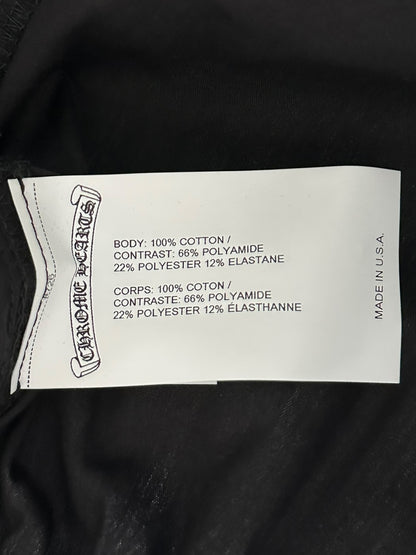 CHROME HEARTS
BODY: 100% COTTON /
CONTRAST: 66% POLYAMIDE
22% POLYESTER 12% ELASTANE
CORPS: 100% COTON /
CONTRASTE: 66% POLYAMIDE
22% POLYESTER 12% ÉLASTHANNE
MADE IN U.S.A.